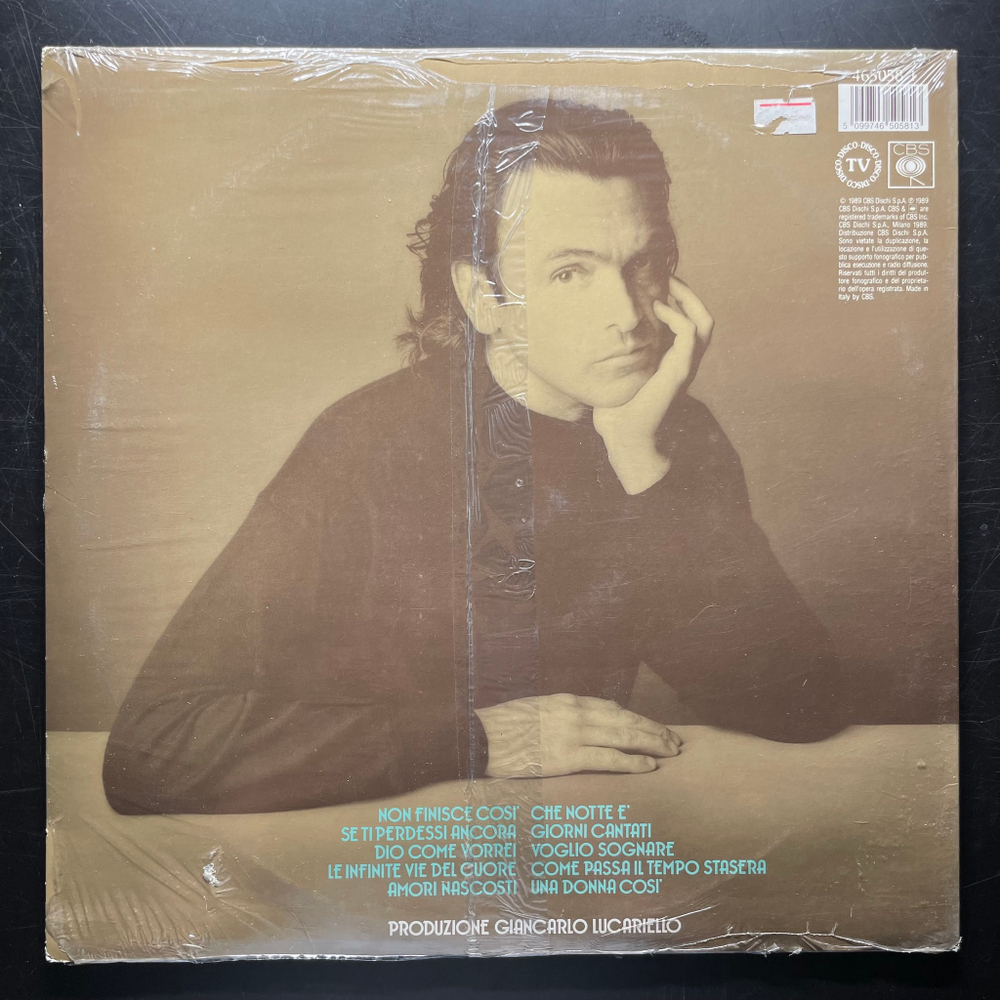 465058 1
5 099746 505813
DISCO·DISCO·DISCO·DISCO·DISCO
TV
CBS
© 1989 CBS Dischi S.p.A. ℗ 1989
CBS Dischi S.p.A. CBS & are
registered trademarks of CBS Inc.
CBS Dischi S.p.A., Milano 1989.
Distribuzione CBS Dischi S.p.A.
Sono vietate la duplicazione, la
locazione e l'utilizzazione di que-
sto supporto fonografico per pub-
blica esecuzione e radio diffusione.
Riservati tutti i diritti del produt-
tore fonografico e del proprieta-
rio dell'opera registrata. Made in
Italy by CBS.
NON FINISCE COSI'
SE TI PERDESSI ANCORA
DIO COME VORREI
LE INFINITE VIE DEL CUORE
AMORI NASCOSTI
CHE NOTTE E'
GIORNI CANTATI
VOGLIO SOGNARE
COME PASSA IL TEMPO STASERA
UNA DONNA COSI'
PRODUZIONE GIANCARLO LUCARIELLO